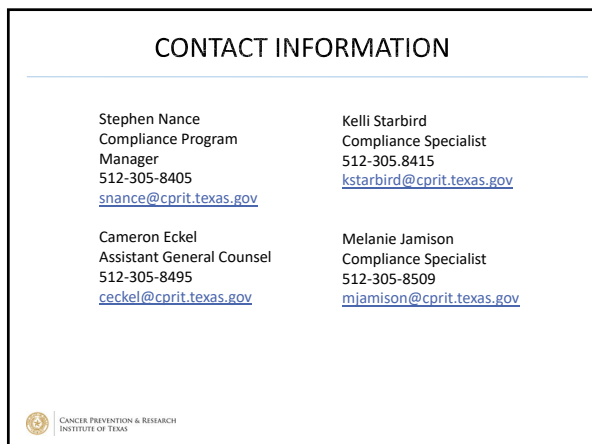 CONTACT INFORMATION
Stephen Nance
Compliance Program
Manager
512-305-8405
snance@cprit.texas.gov
Kelli Starbird
Compliance Specialist
512-305.8415
kstarbird@cprit.texas.gov
Cameron Eckel
Assistant General Counsel
512-305-8495
ceckel@cprit.texas.gov
Melanie Jamison
Compliance Specialist
512-305-8509
mjamison@cprit.texas.gov
CANCER PREVENTION & RESEARCH
INSTITUTE OF TEXAS